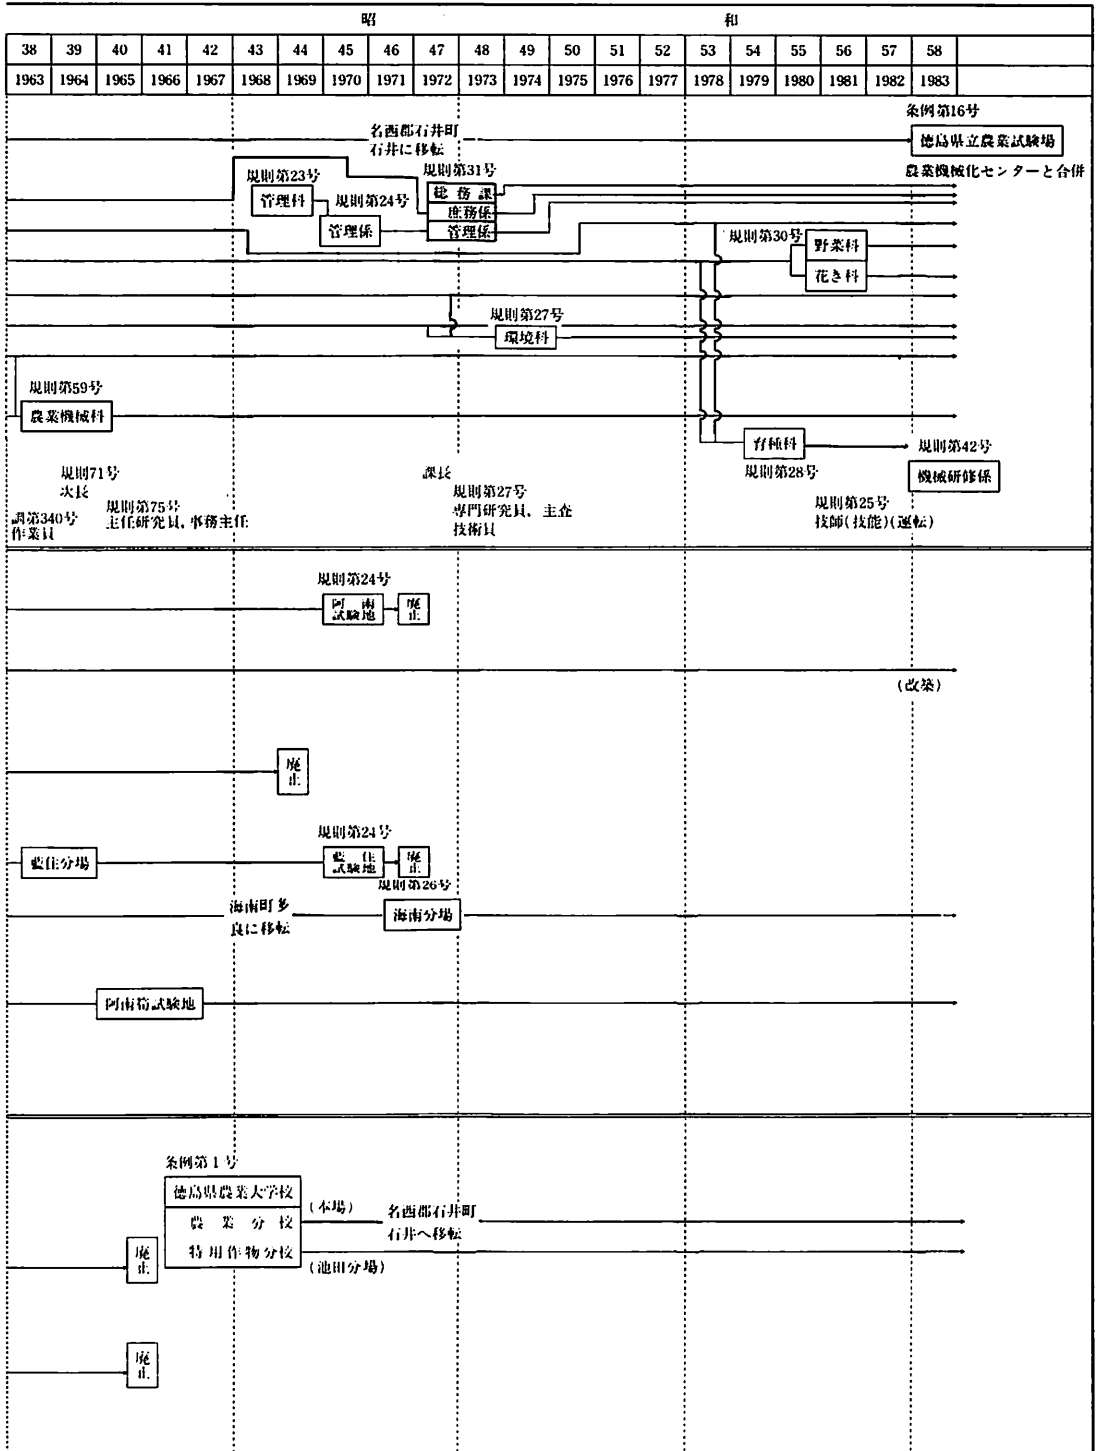 昭 和
38 39 40 41 42 43 44 45 46 47 48 49 50 51 52 53 54 55 56 57 58
1963 1964 1965 1966 1967 1968 1969 1970 1971 1972 1973 1974 1975 1976 1977 1978 1979 1980 1981 1982 1983
条例第16号
名西郡石井町
石井に移転
徳島県立農業試験場
農業機械化センターと合併
規則第31号
規則第23号
総務課
管理科
規則第24号
庶務係
管理係
管理係
規則第30号
野菜科
花き科
規則第27号
環境科
規則第59号
農業機械科
育種科
規則第42号
規則第28号
機械研修係
規則71号
次長
課長
規則第75号
主任研究員,事務主任
規則第27号
専門研究員、主査
技術員
規則第25号
技師(技能)(運転)
調第340号
作業員
規則第24号
阿南
試験地
廃止
(改築)
廃止
規則第24号
藍住分場
藍住
試験地
廃止
規則第26号
海南町多
良に移転
海南分場
阿南筍試験地
条例第1号
徳島県農業大学校
(本場)
農業分校
名西郡石井町
石井へ移転
特用作物分校
(池田分場)
廃止
廃止